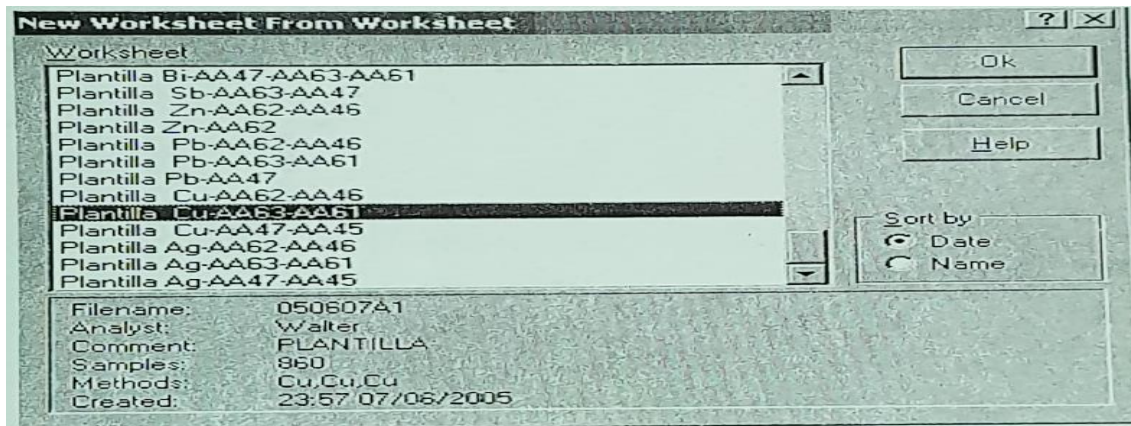 New Worksheet From Worksheet
Worksheet
Plantilla Bi-AA47-AA63-AA61
Plantilla Sb-AA63-AA47
Plantilla Zn-AA62-AA46
Plantilla Zn-AA62
Plantilla Pb-AA62-AA46
Plantilla Pb-AA63-AA61
Plantilla Pb-AA47
Plantilla Cu-AA62-AA46
Plantilla Cu-AA63-AA61
Plantilla Cu-AA47-AA45
Plantilla Ag-AA62-AA46
Plantilla Ag-AA63-AA61
Plantilla Ag-AA47-AA45
Ok
Cancel
Help
Sort by
Date
Name
Filename: 050607A1
Analyst: Walter
Comment: PLANTILLA
Samples: 860
Methods: Cu,Cu,Cu
Created: 23:57 07/06/2005